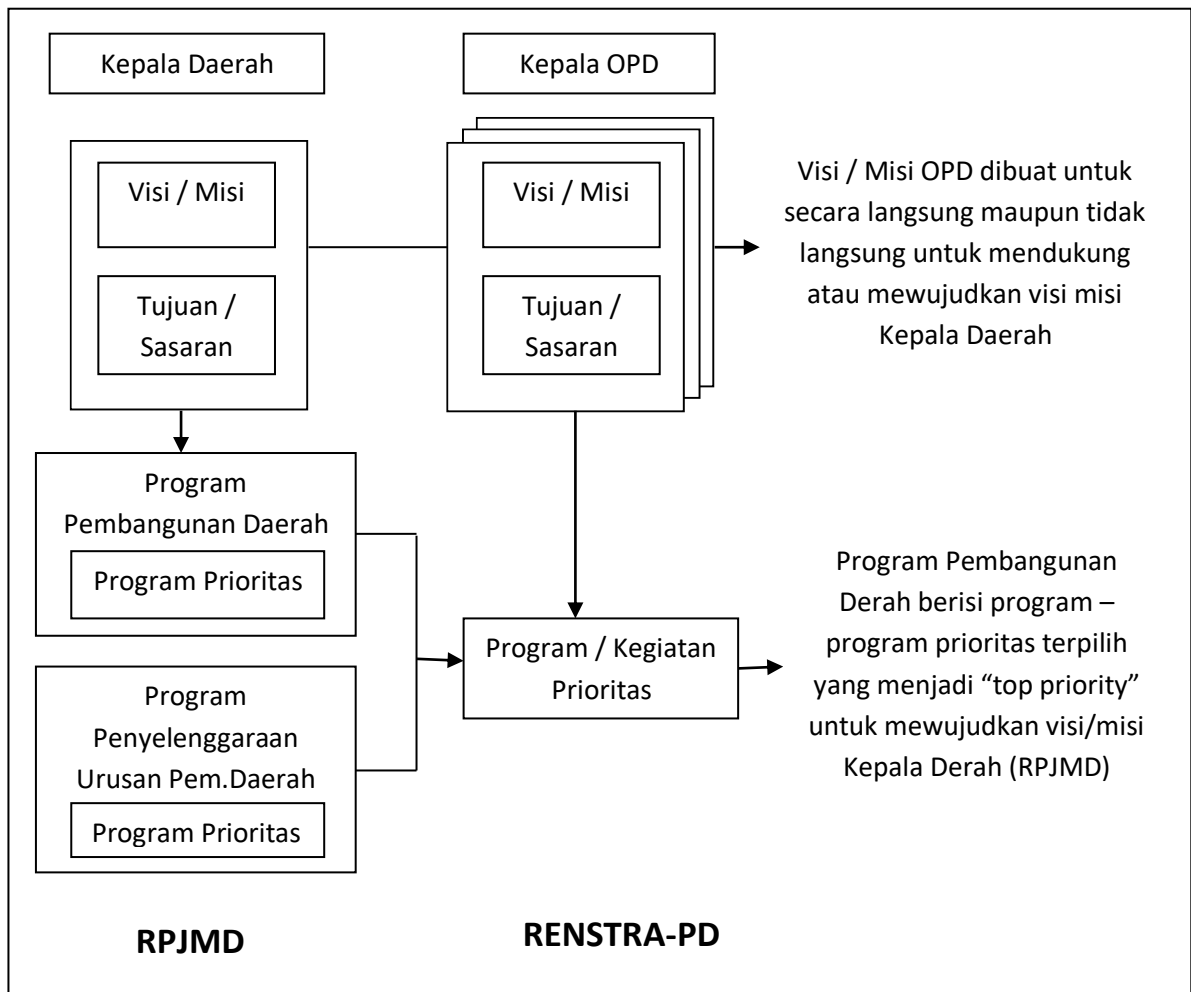 Kepala Daerah
Kepala OPD
Visi / Misi
Tujuan /
Sasaran
Visi / Misi
Tujuan /
Sasaran
Visi / Misi OPD dibuat untuk
secara langsung maupun tidak
langsung untuk mendukung
atau mewujudkan visi misi
Kepala Daerah
Program
Pembangunan Daerah
Program Prioritas
Program
Penyelenggaraan
Urusan Pem.Daerah
Program Prioritas
Program / Kegiatan
Prioritas
Program Pembangunan
Derah berisi program –
program prioritas terpilih
yang menjadi “top priority”
untuk mewujudkan visi/misi
Kepala Derah (RPJMD)
RPJMD
RENSTRA-PD